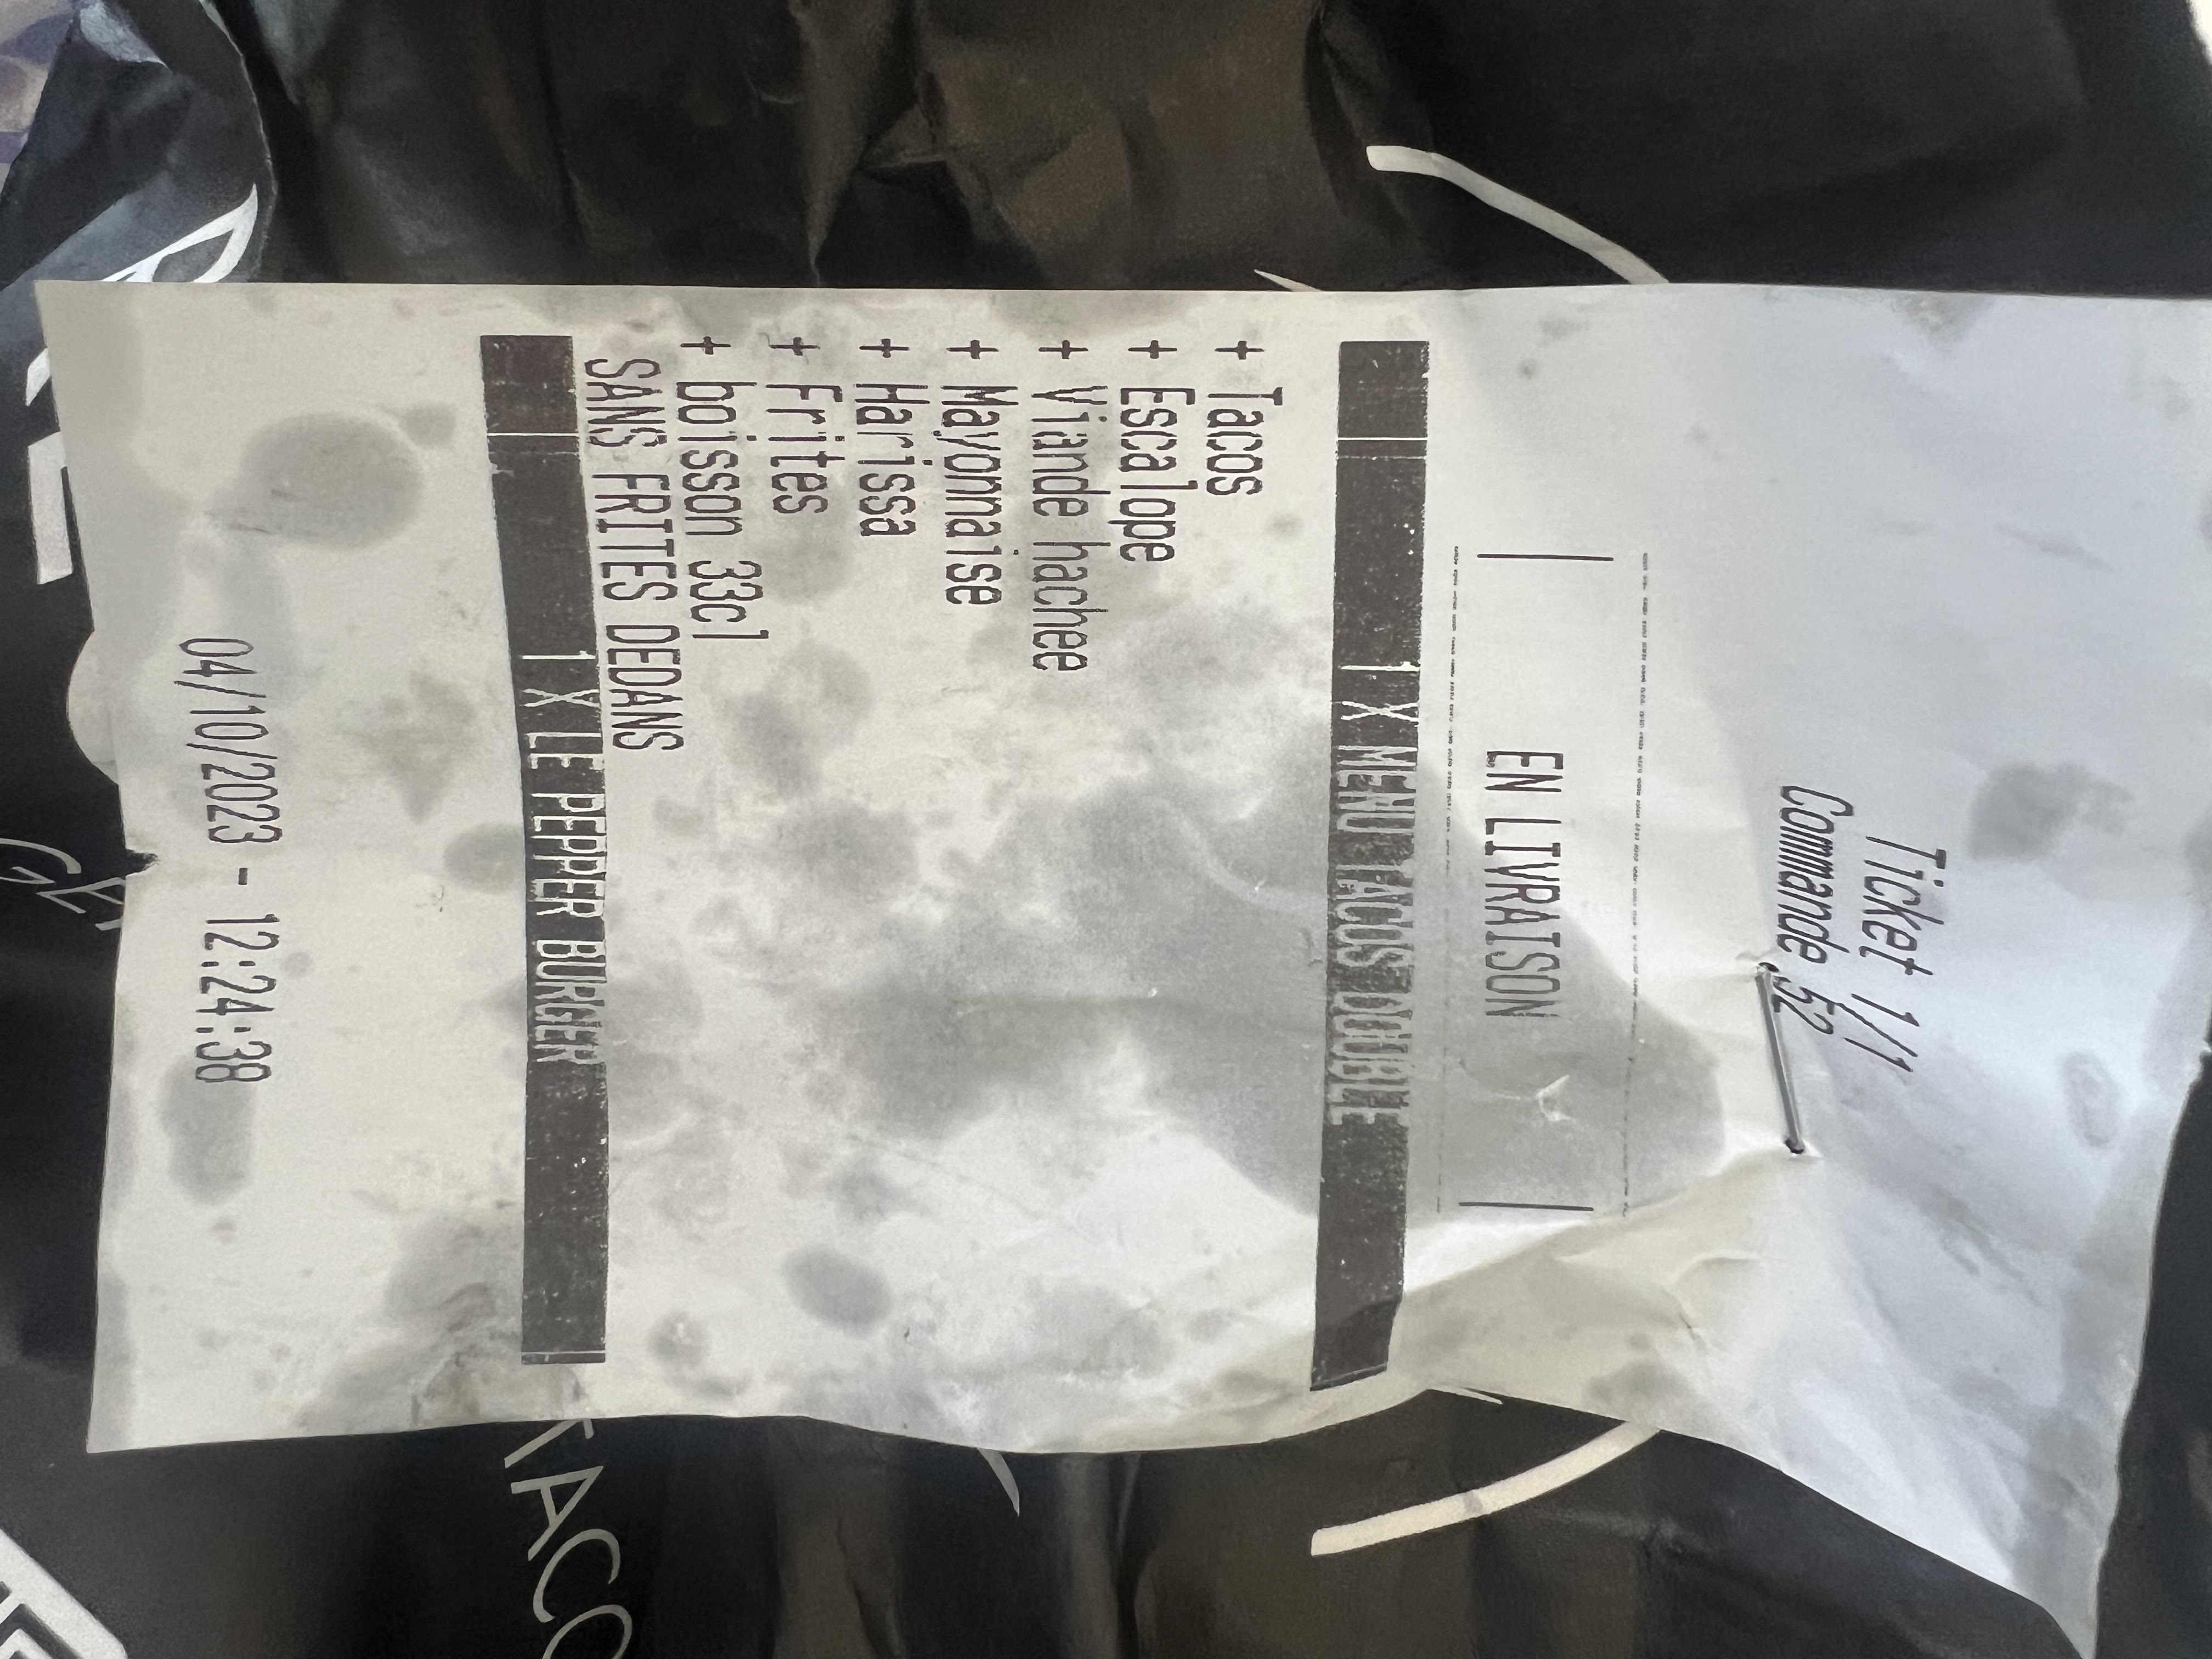 Ticket 1/1
Commande 52
EN LIVRAISON
1 X MENU TACOS DOUBLE
+ Tacos
+ Escalope
+ Viande hachee
+ Mayonnaise
+ Harissa
+ Frites
+ boisson 33cl
SANS FRITES DEDANS
1 X LE PEPPER BURGER
04/10/2023 - 12:24:38
TACO